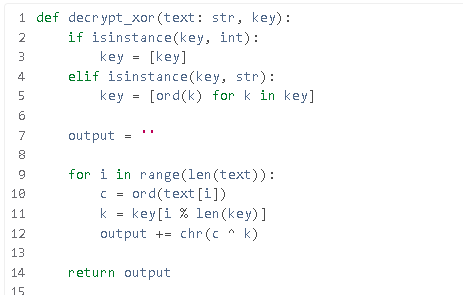 1 def decrypt_xor(text: str, key):
2     if isinstance(key, int):
3         key = [key]
4     elif isinstance(key, str):
5         key = [ord(k) for k in key]
6
7     output = ''
8
9     for i in range(len(text)):
10         c = ord(text[i])
11         k = key[i % len(key)]
12         output += chr(c ^ k)
13
14     return output
15